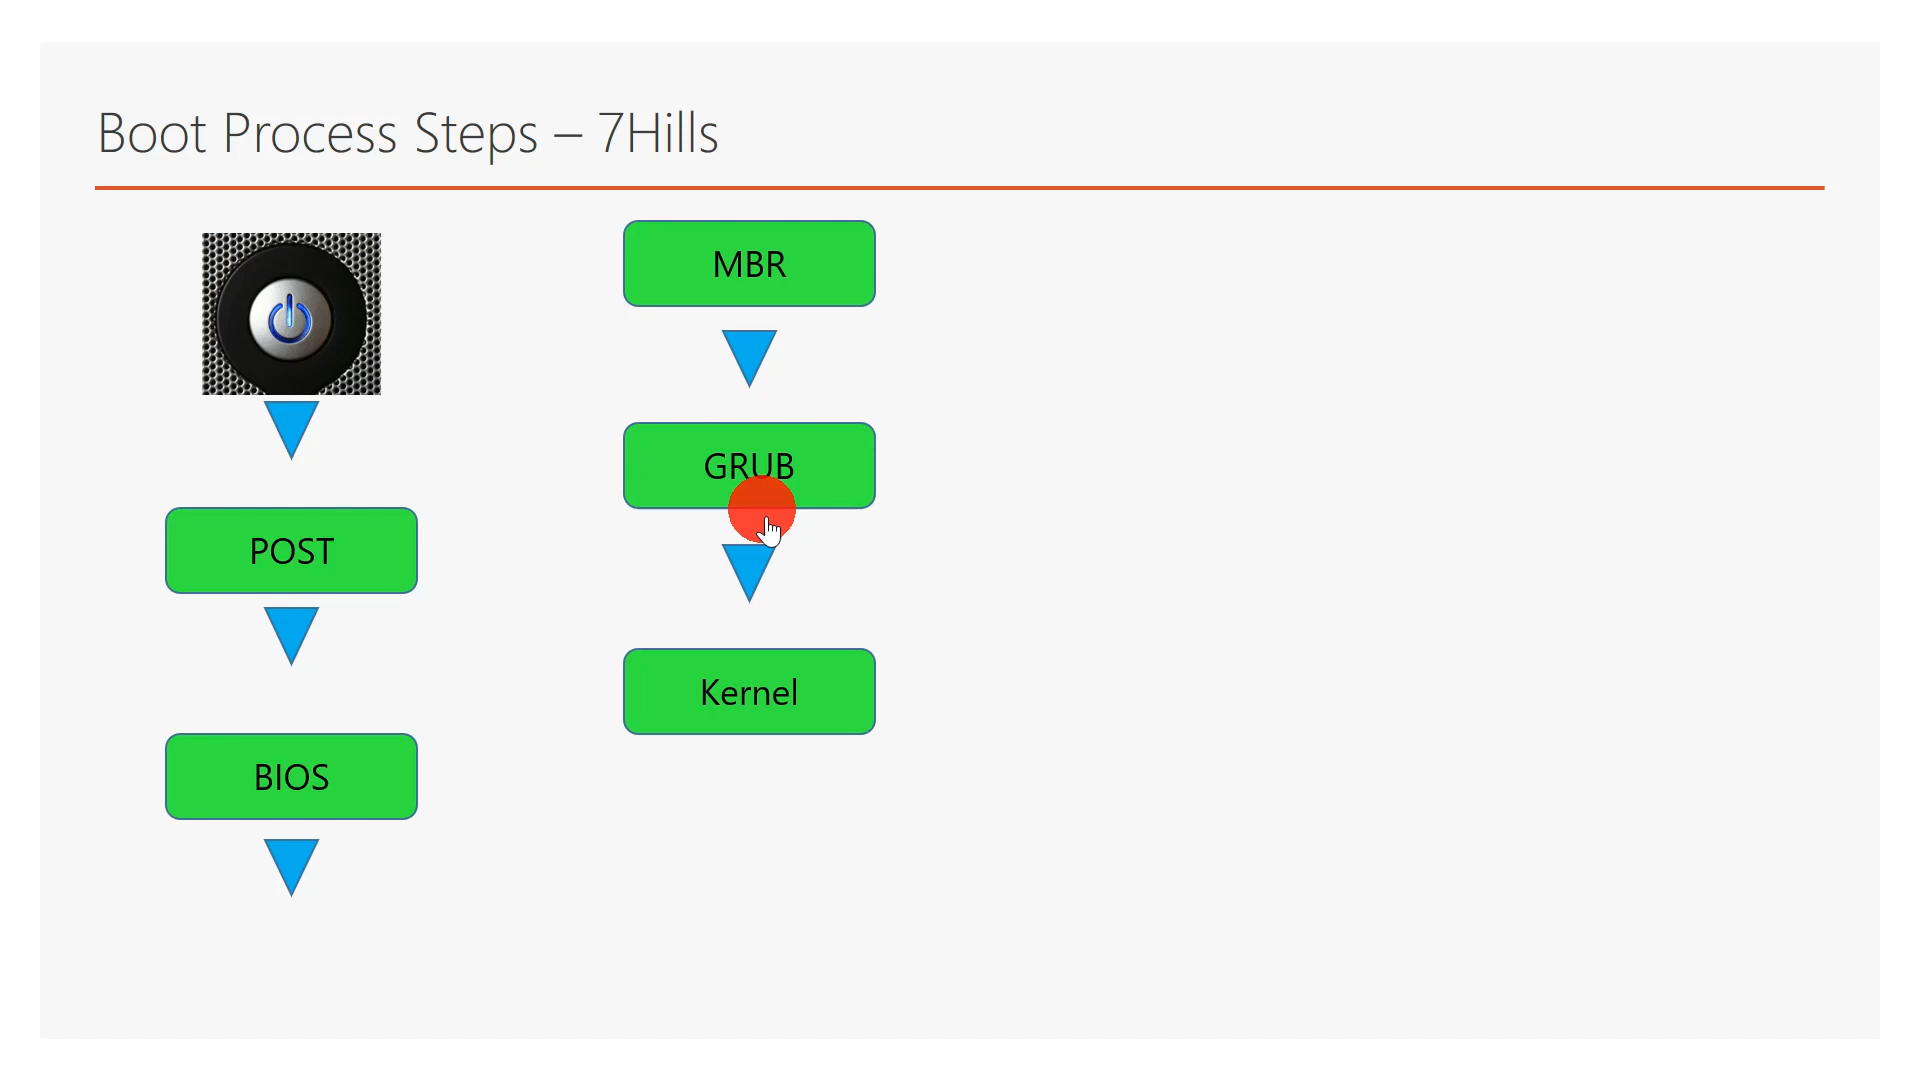 Boot Process Steps – 7Hills
POST
BIOS
MBR
GRUB
Kernel